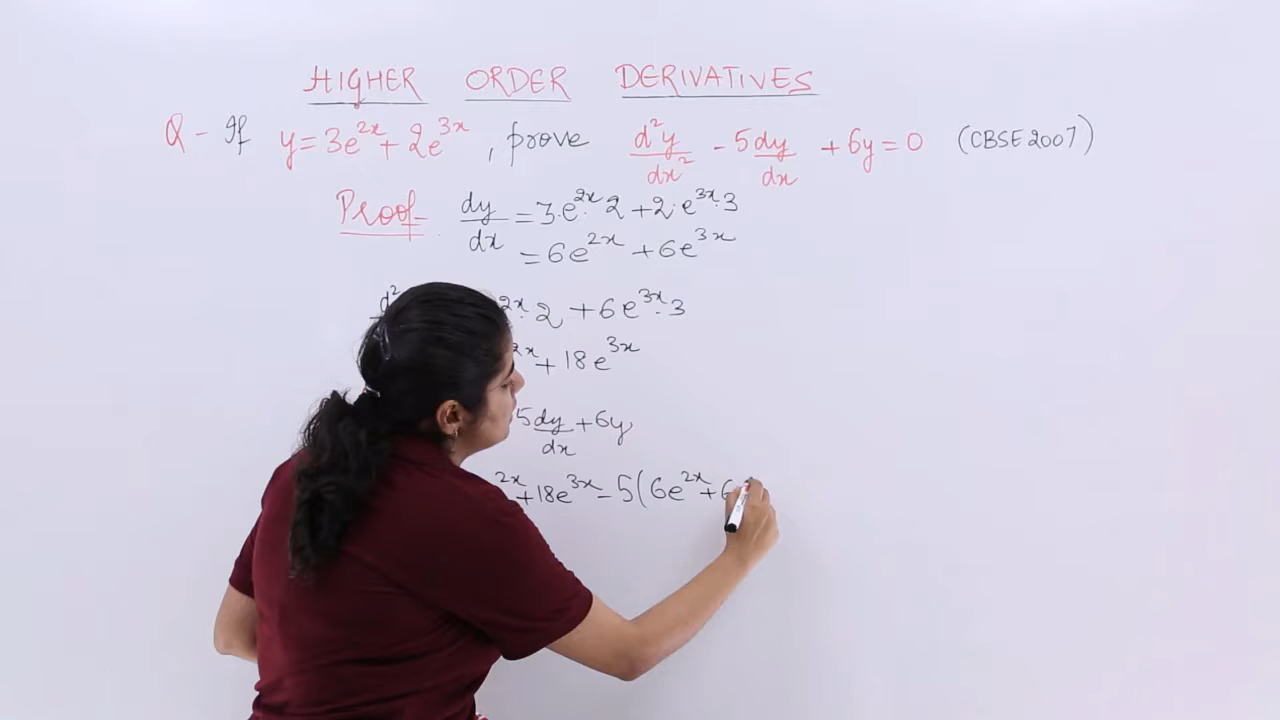 HIGHER ORDER DERIVATIVES
Q - If y = 3e^{2x} + 2e^{3x}, prove d²y/dx² - 5dy/dx + 6y = 0 (CBSE 2007)
Proof- dy/dx = 3.e^{2x}.2 + 2.e^{3x}.3
= 6e^{2x} + 6e^{3x}
d² 2x.2 + 6e^{3x}.3
2x + 18e^{3x}
5dy/dx + 6y
2x + 18e^{3x} - 5(6e^{2x} + 6